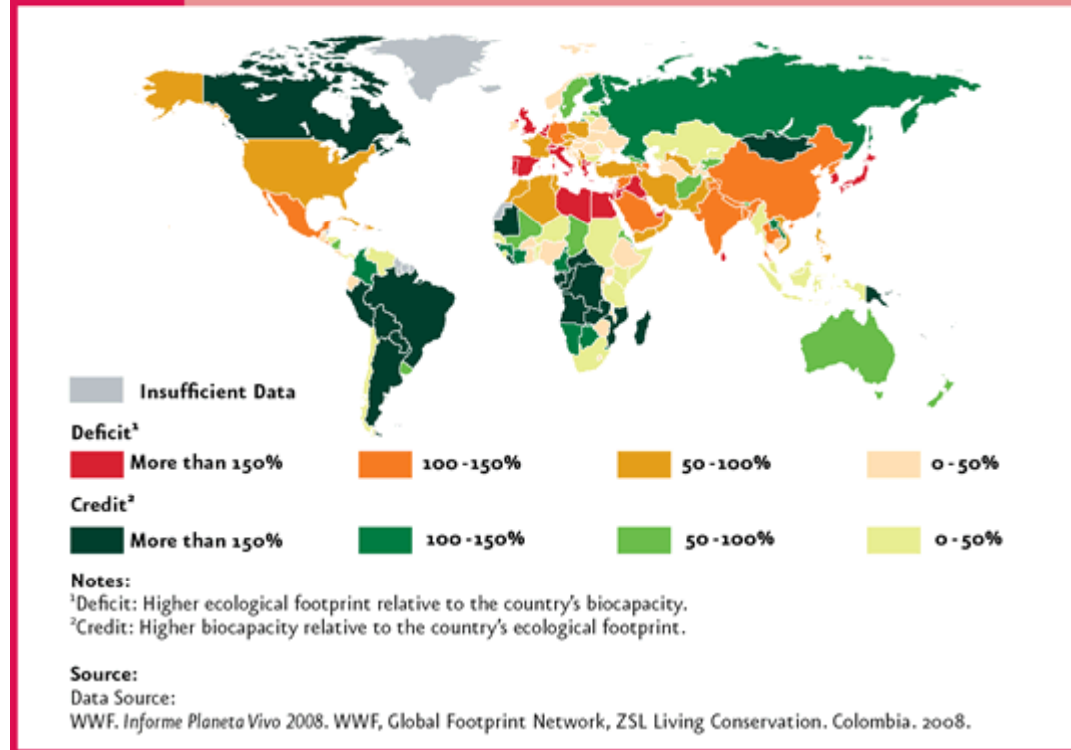 Insufficient Data
Deficit¹
More than 150%
100-150%
50-100%
0-50%
Credit²
More than 150%
100-150%
50-100%
0-50%
Notes:
¹Deficit: Higher ecological footprint relative to the country's biocapacity.
²Credit: Higher biocapacity relative to the country's ecological footprint.
Source:
Data Source:
WWF. Informe Planeta Vivo 2008. WWF, Global Footprint Network, ZSL Living Conservation. Colombia. 2008.